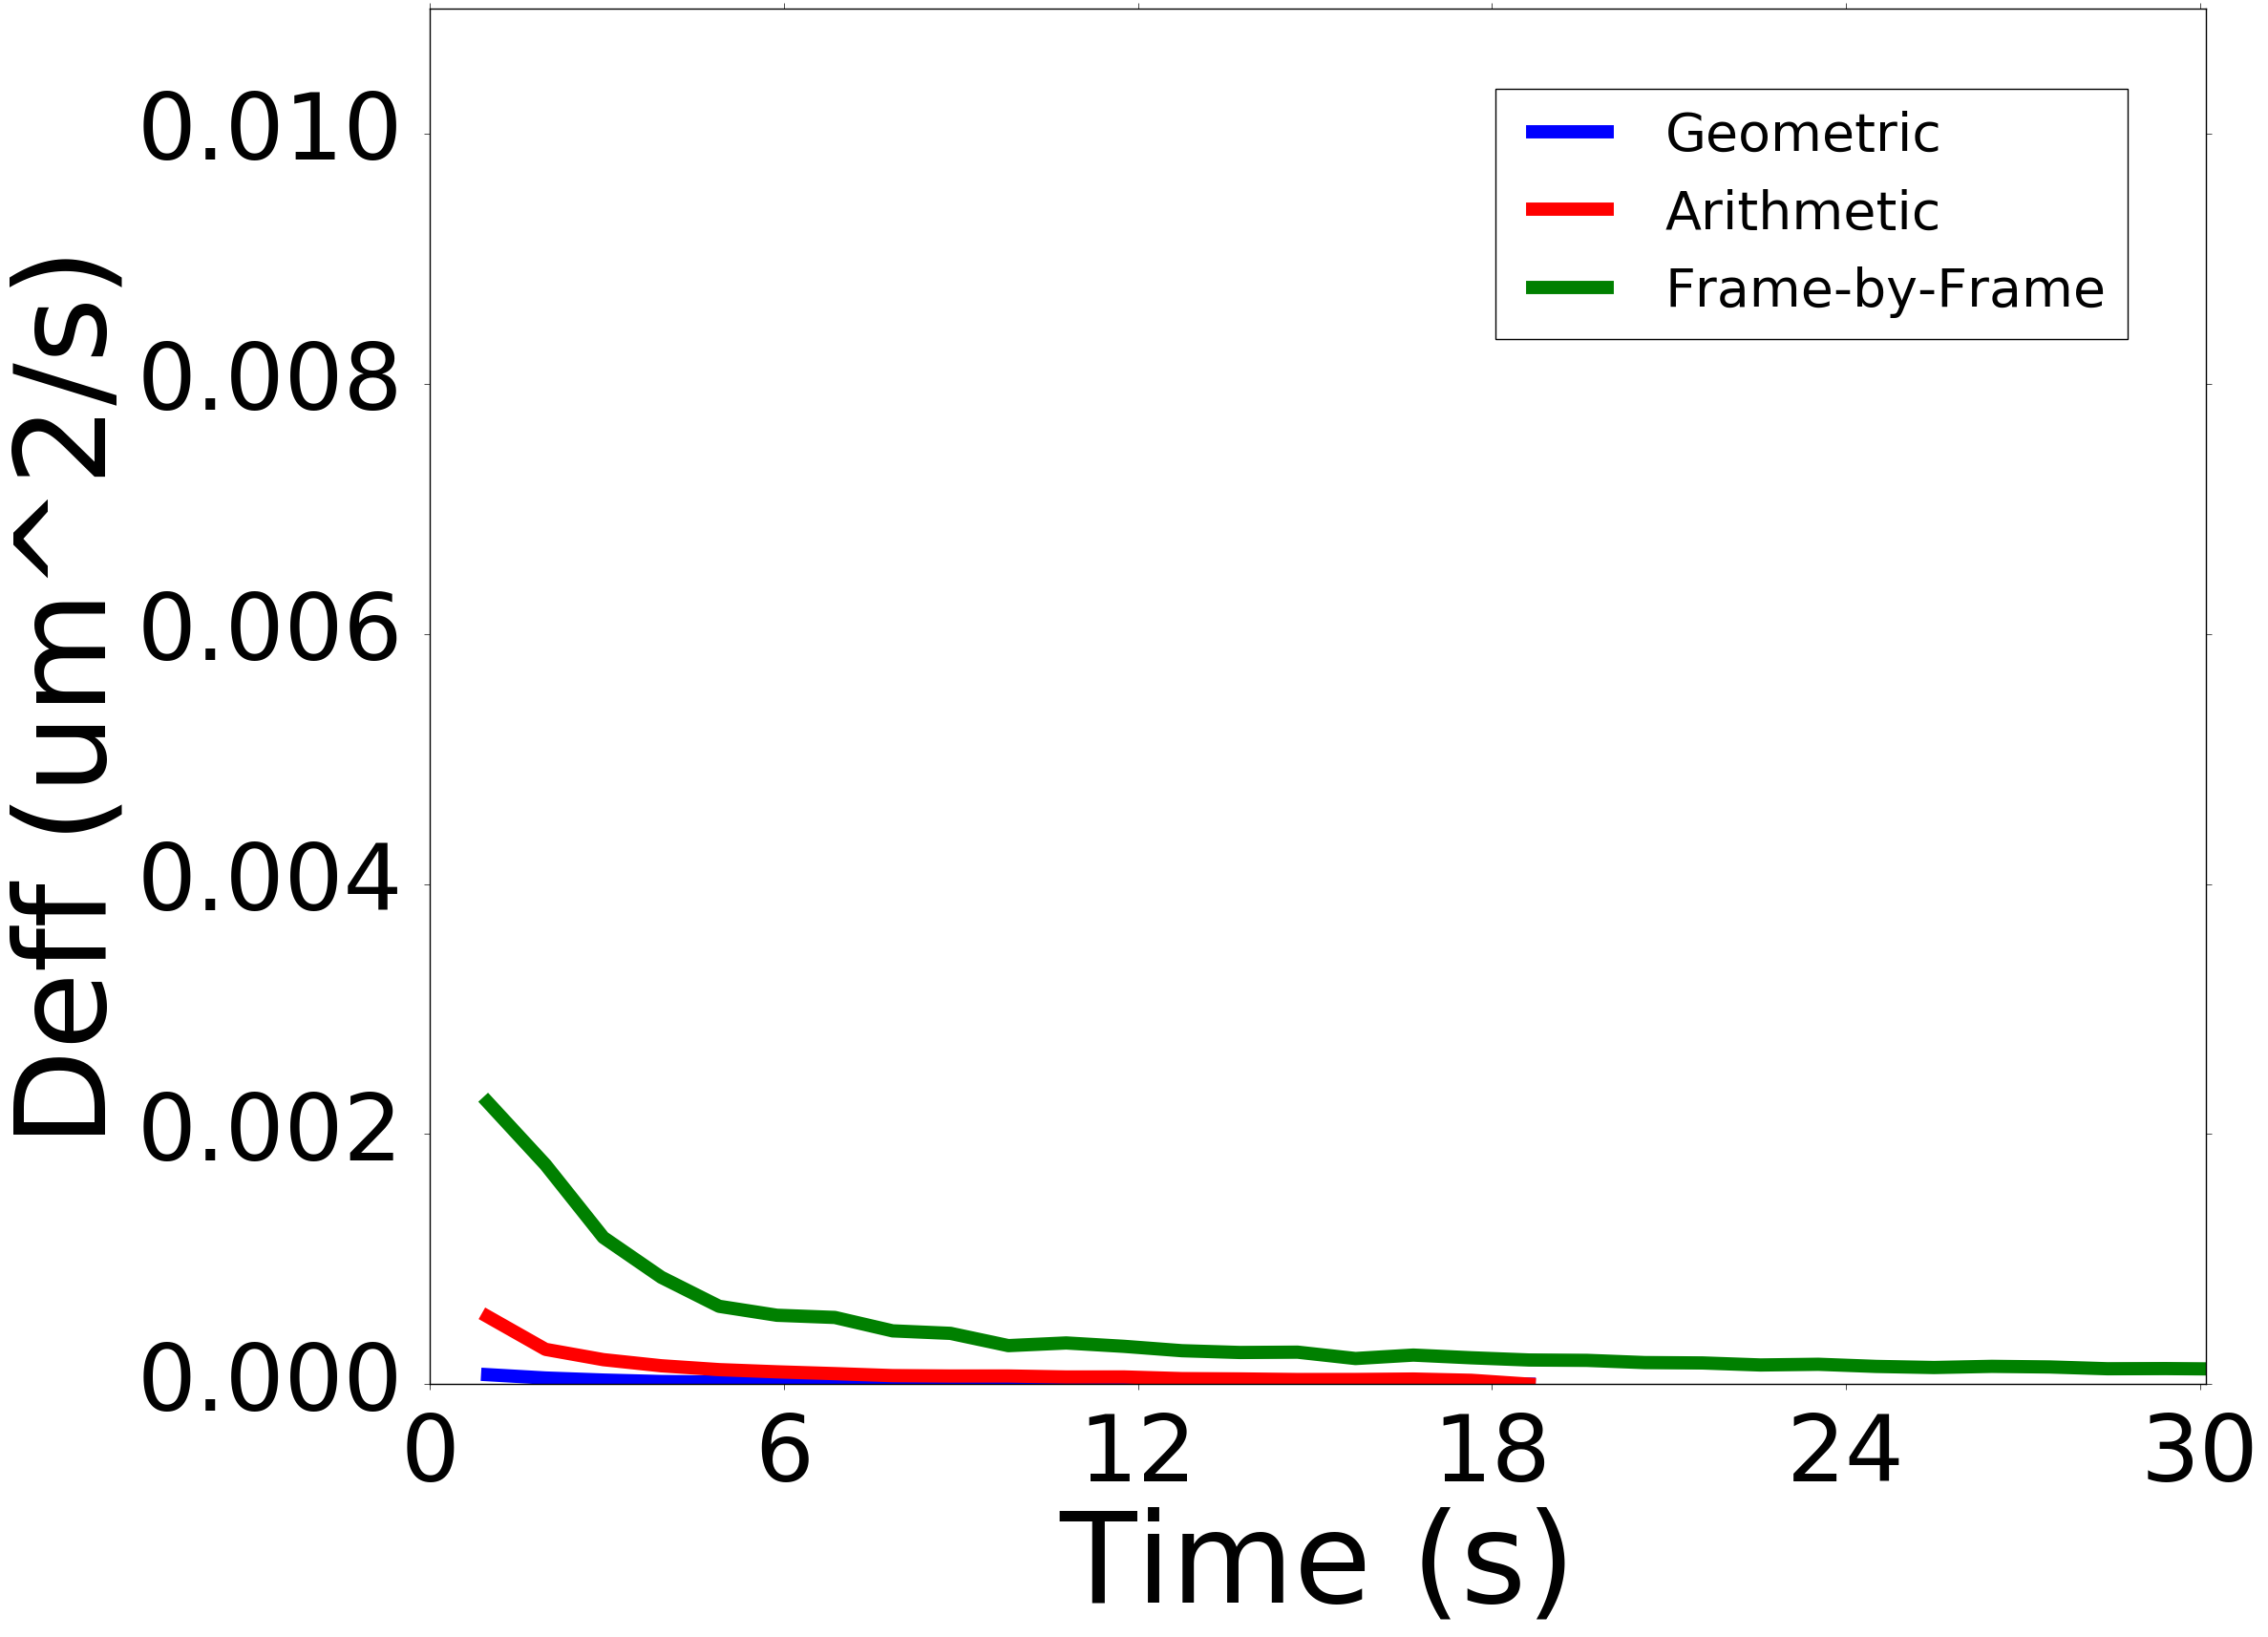 Deff (um^2/s)
0.010
0.008
0.006
0.004
0.002
0.000
Geometric
Arithmetic
Frame-by-Frame
0 6 12 18 24 30
Time (s)